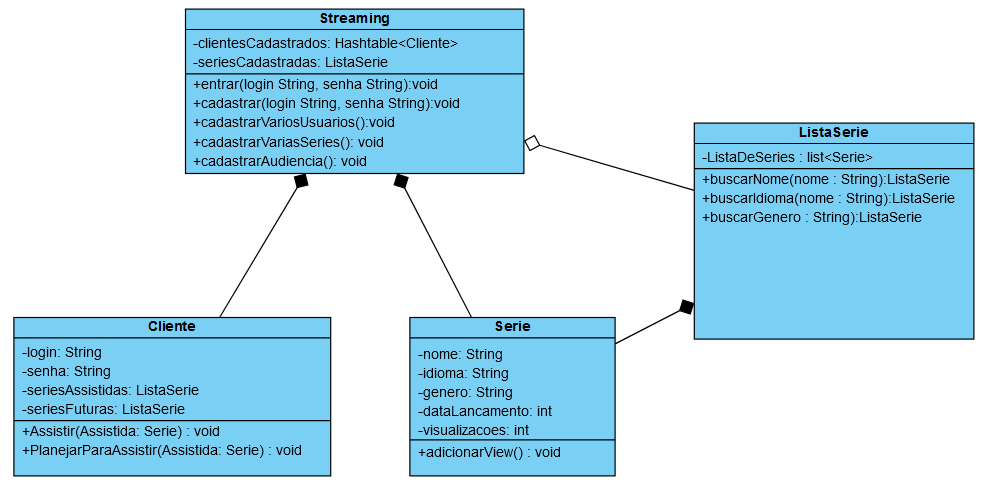 Streaming
-clientesCadastrados: Hashtable<Cliente>
-seriesCadastradas: ListaSerie
+entrar(login String, senha String):void
+cadastrar(login String, senha String):void
+cadastrarVariosUsuarios():void
+cadastrarVariasSeries(): void
+cadastrarAudiencia(): void
ListaSerie
-ListaDeSeries : list<Serie>
+buscarNome(nome : String):ListaSerie
+buscarIdioma(nome : String):ListaSerie
+buscarGenero : String):ListaSerie
Cliente
-login: String
-senha: String
-seriesAssistidas: ListaSerie
-seriesFuturas: ListaSerie
+Assistir(Assistida: Serie) : void
+PlanejarParaAssistir(Assistida: Serie) : void
Serie
-nome: String
-idioma: String
-genero: String
-dataLancamento: int
-visualizacoes: int
+adicionarView() : void